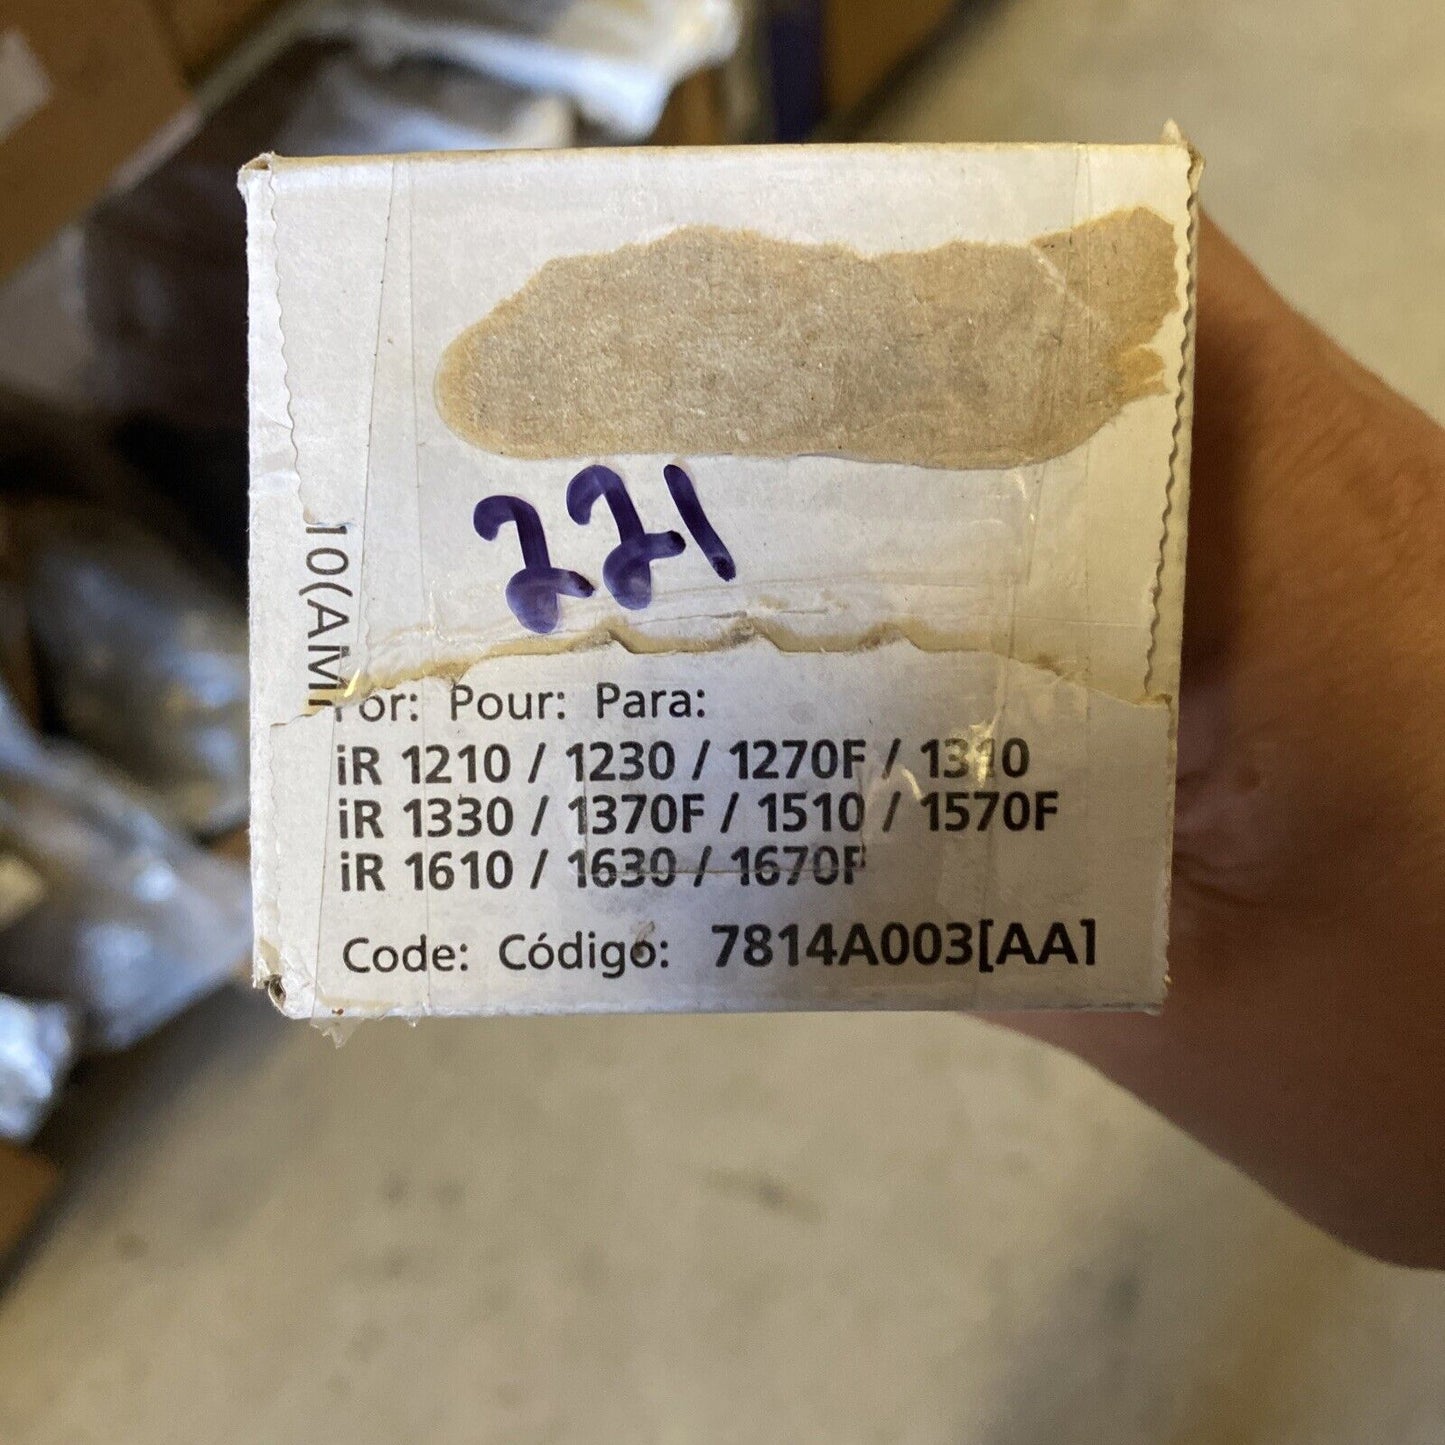 221
10(AM
For: Pour: Para:
iR 1210 / 1230 / 1270F / 1310
iR 1330 / 1370F / 1510 / 1570F
iR 1610 / 1630 / 1670F
Code: Código: 7814A003[AA]